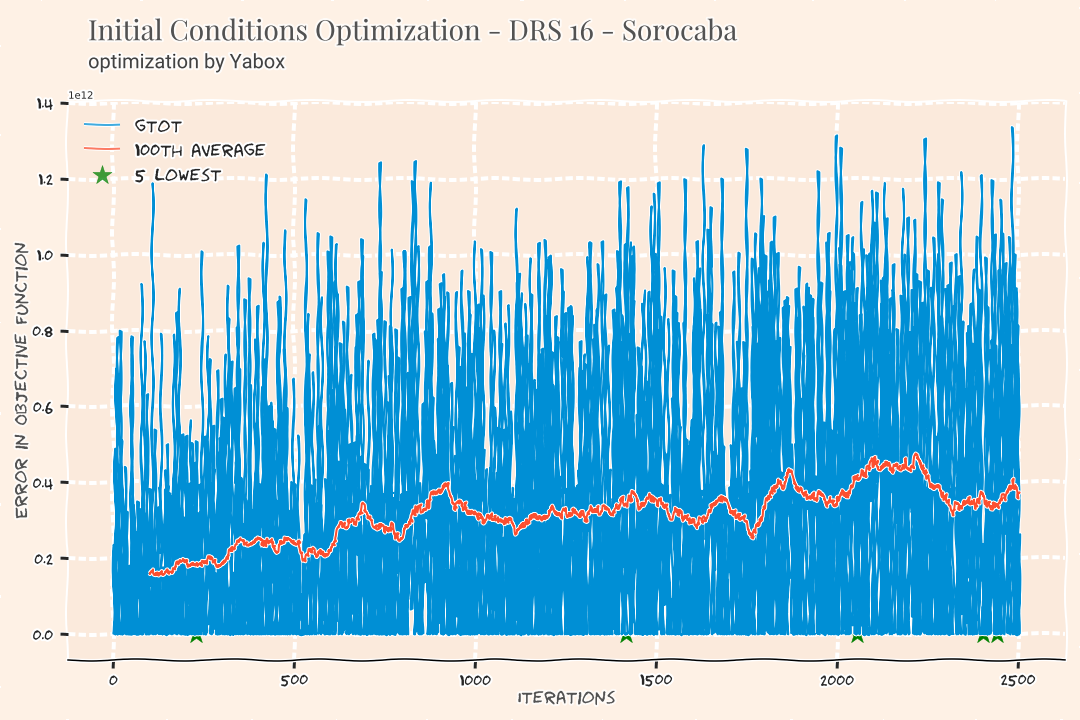 Initial Conditions Optimization - DRS 16 - Sorocaba
optimization by Yabox
1e12
1.4
1.2
1.0
0.8
0.6
0.4
0.2
0.0
GTOT
100TH AVERAGE
5 LOWEST
ERROR IN OBJECTIVE FUNCTION
0 500 1000 1500 2000 2500
ITERATIONS